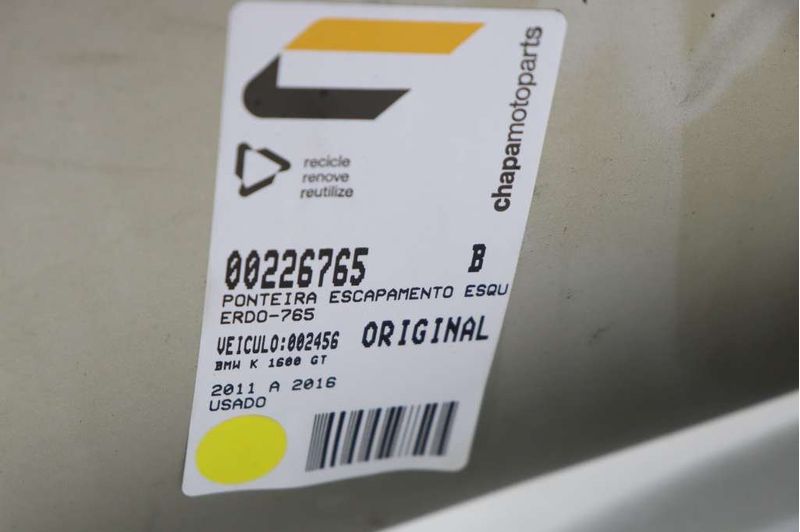 chapamotoparts
recicle
renove
reutilize
00226765 B
PONTEIRA ESCAPAMENTO ESQU
ERDO-765
VEICULO:002456 ORIGINAL
BMW K 1600 GT
2011 A 2016
USADO